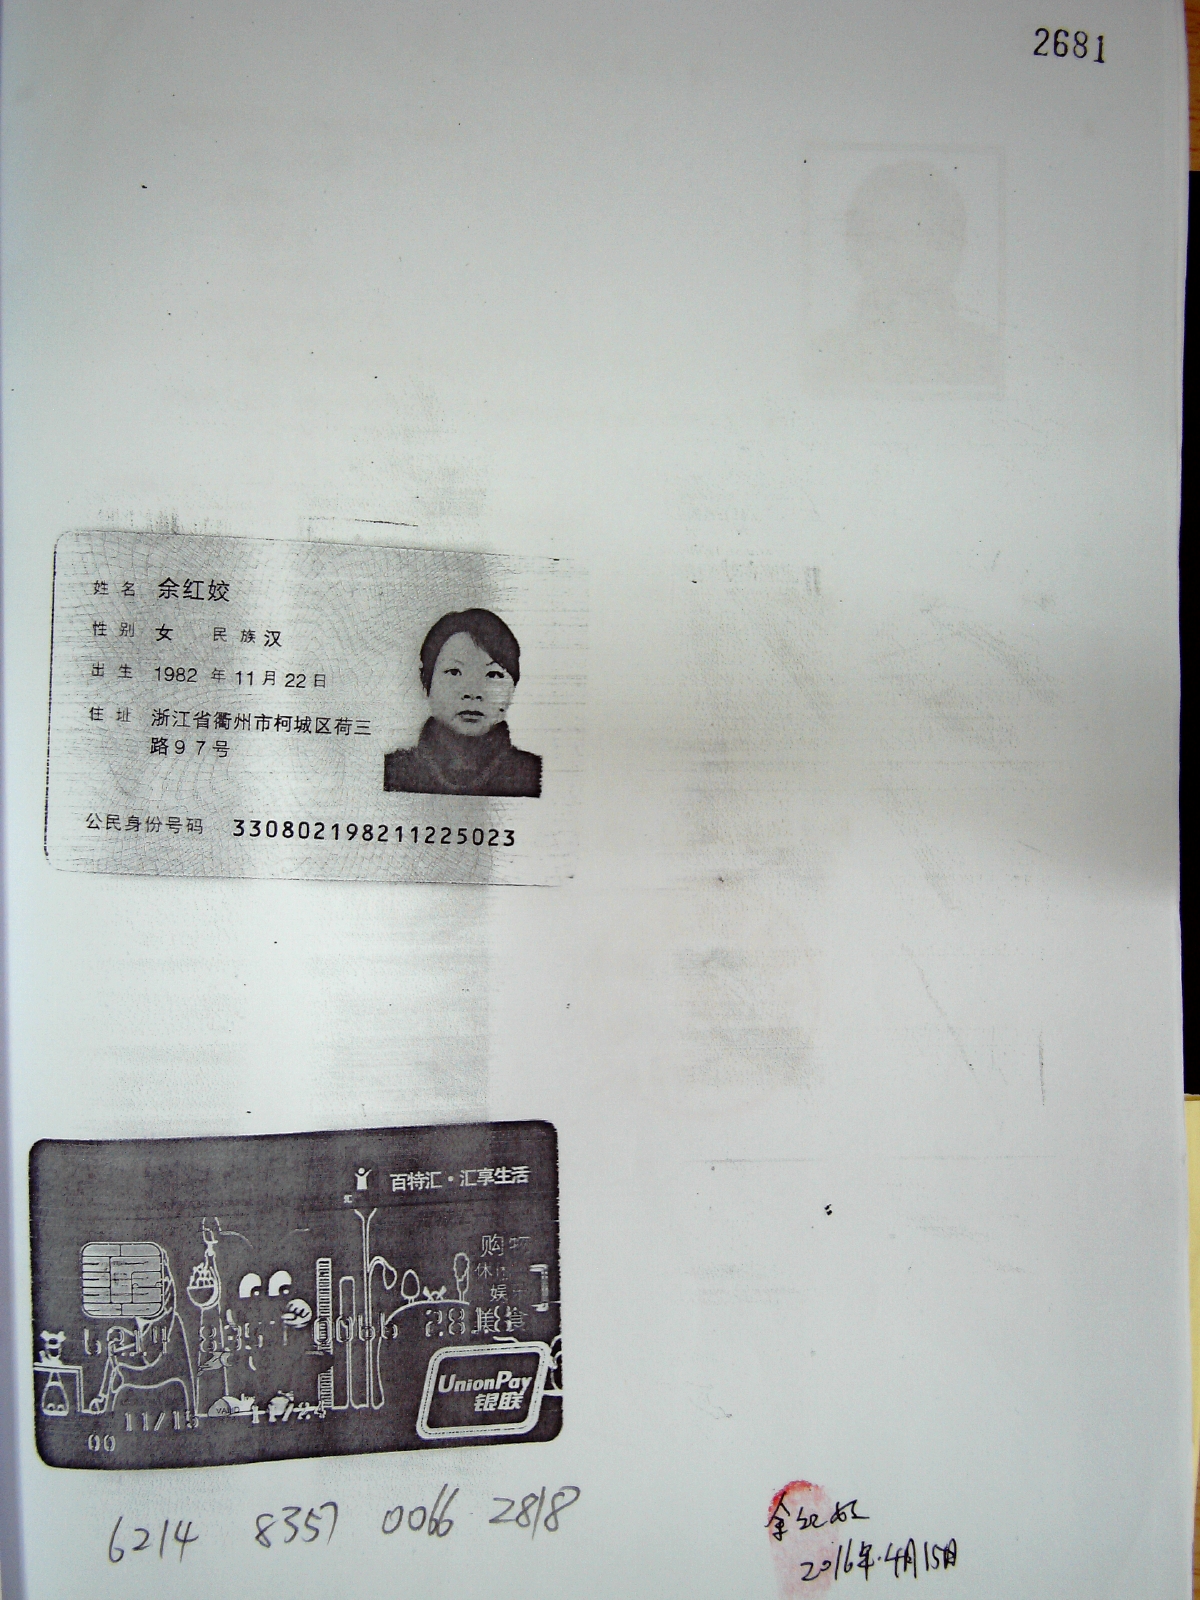 2681
姓名 余红姣
性别 女 民族 汉
出生 1982 年 11 月 22 日
住址 浙江省衢州市柯城区荷三
路97号
公民身份号码 330802198211225023
百特汇·汇享生活
购物
休
娱
美食
6214 8357 0066 2818
UnionPay
银联
11/15
00
6214 8357 0066 2818
余红姣
2016年.4月15日